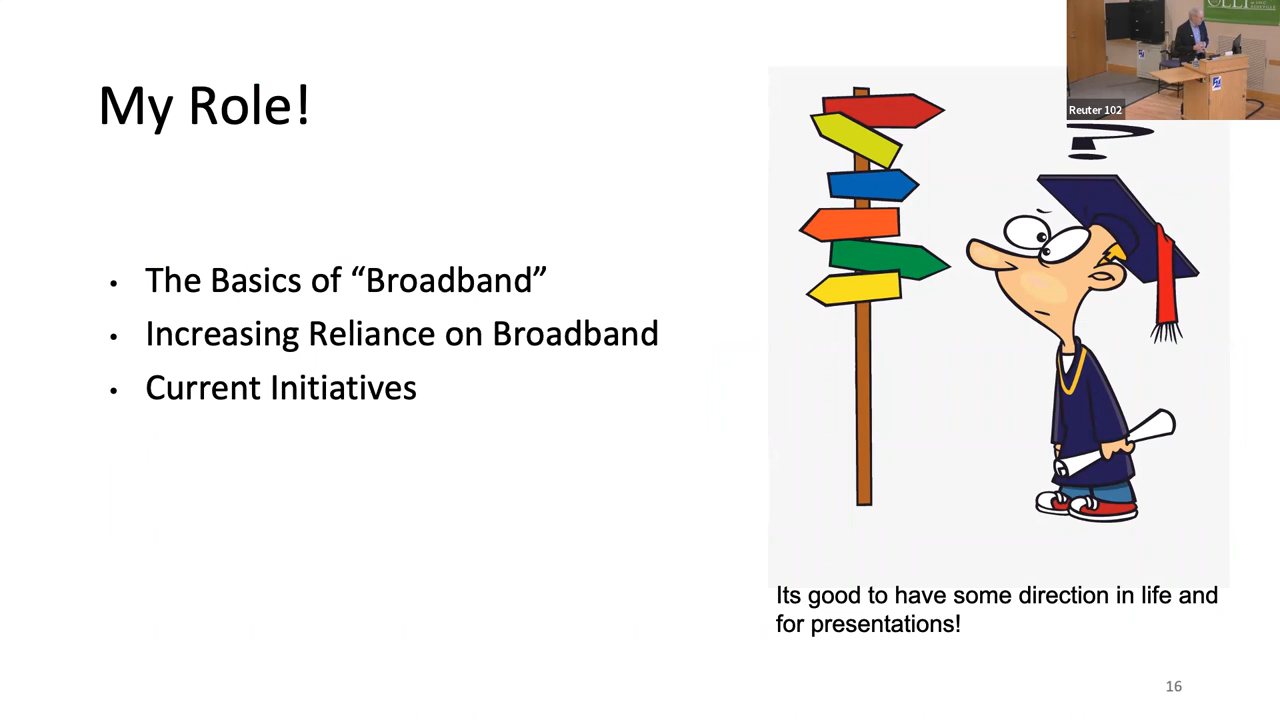 My Role!
• The Basics of “Broadband”
• Increasing Reliance on Broadband
• Current Initiatives
Reuter 102
Its good to have some direction in life and
for presentations!
16